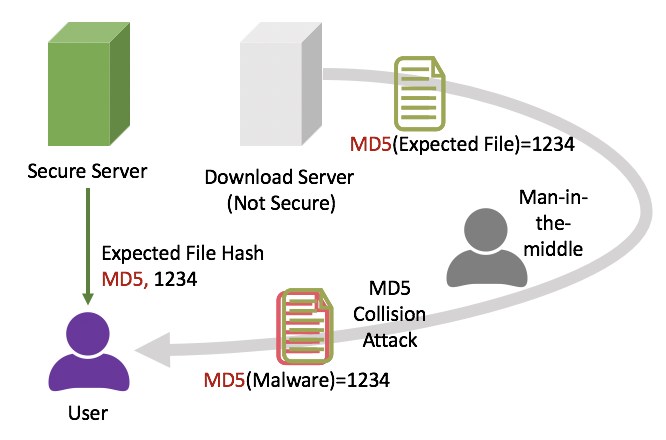 Secure Server
Download Server
(Not Secure)
MD5(Expected File)=1234
Man-in-
the-
middle
Expected File Hash
MD5, 1234
MD5
Collision
Attack
MD5(Malware)=1234
User